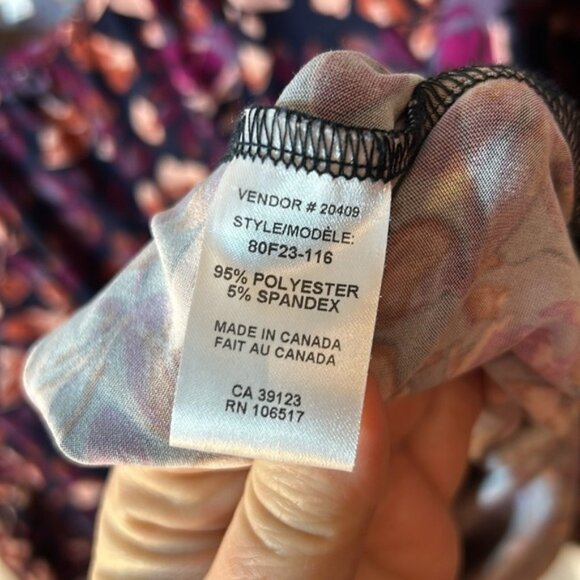 VENDOR # 20409
STYLE/MODÈLE:
80F23-116
95% POLYESTER
5% SPANDEX
MADE IN CANADA
FAIT AU CANADA
CA 39123
RN 106517